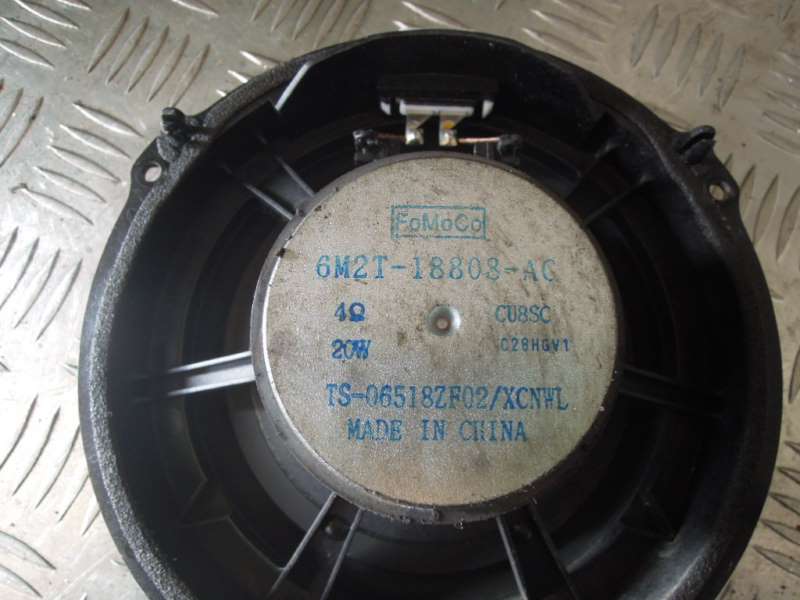 FoMoCo
6M2T-18808-AC
4Ω CU8SC
20W C28HGV1
TS-06518ZF02/XCNWL
MADE IN CHINA